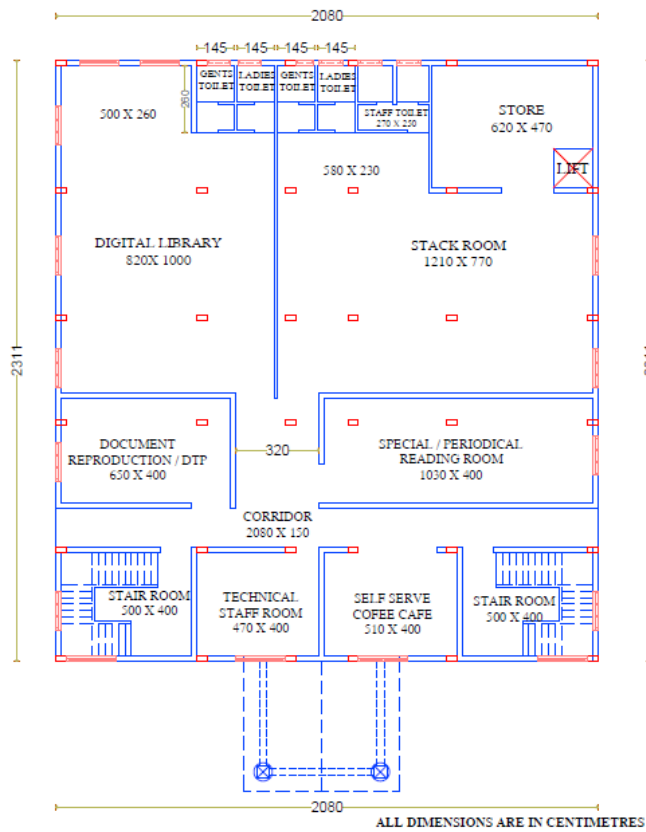 2080
145 145 145 145
GENTS
TOILET
LADIES
TOILET
GENTS
TOILET
LADIES
TOILET
260
500 X 260
STAFF TOILET
270 X 250
STORE
620 X 470
LIFT
580 X 230
DIGITAL LIBRARY
820X 1000
STACK ROOM
1210 X 770
2311
DOCUMENT
REPRODUCTION / DTP
650 X 400
320
SPECIAL / PERIODICAL
READING ROOM
1030 X 400
CORRIDOR
2080 X 150
STAIR ROOM
500 X 400
TECHNICAL
STAFF ROOM
470 X 400
SELF SERVE
COFEE CAFE
510 X 400
STAIR ROOM
500 X 400
2080
ALL DIMENSIONS ARE IN CENTIMETRES